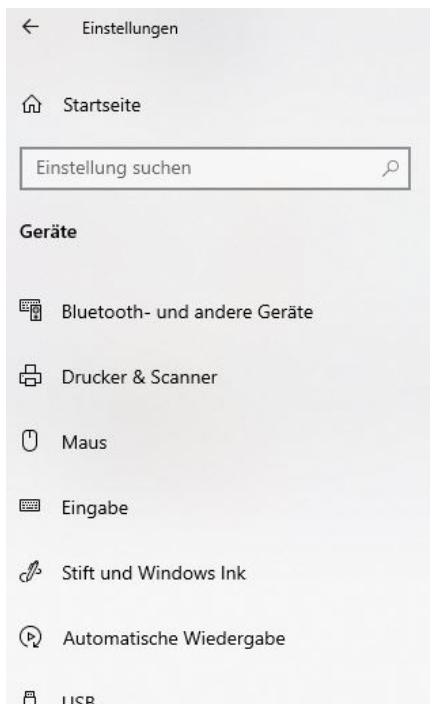 Einstellungen
Startseite
Einstellung suchen
Geräte
Bluetooth- und andere Geräte
Drucker & Scanner
Maus
Eingabe
Stift und Windows Ink
Automatische Wiedergabe
USB